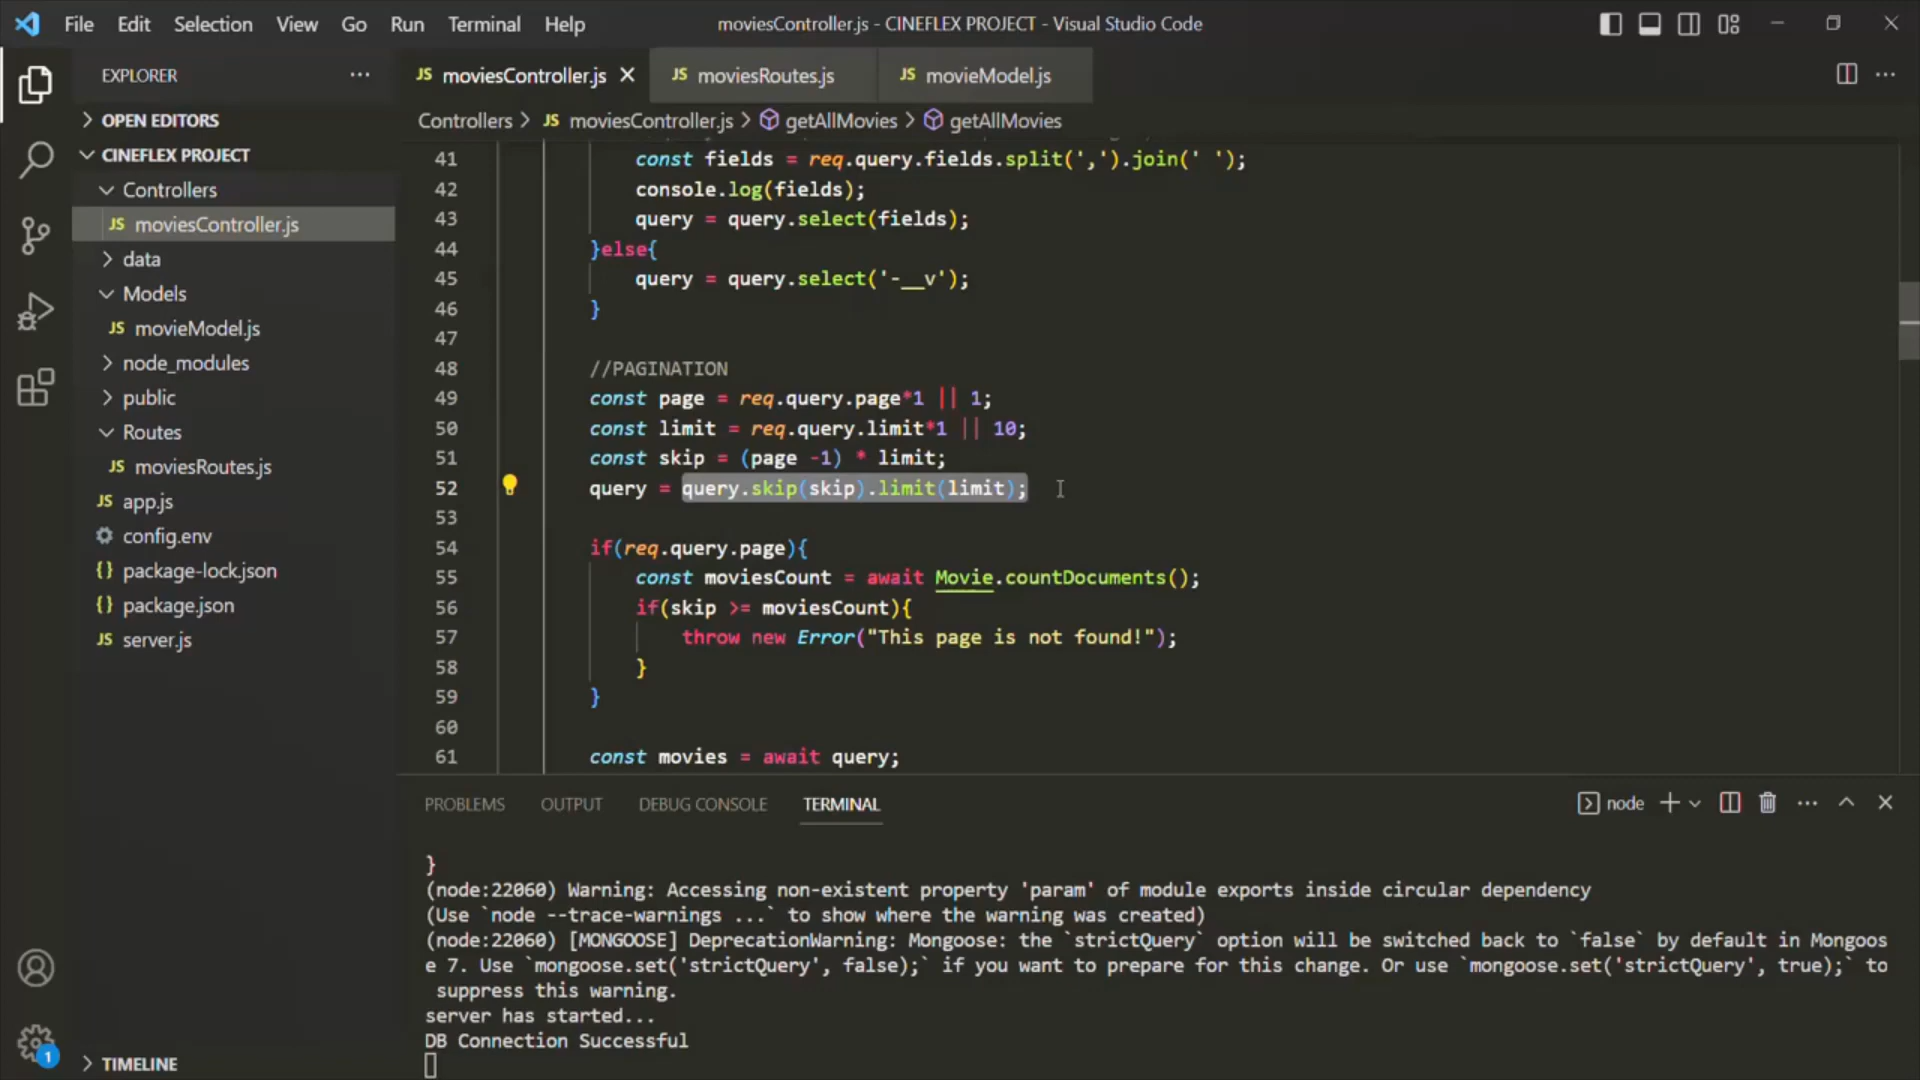 File Edit Selection View Go Run Terminal Help moviesController.js - CINEFLEX PROJECT - Visual Studio Code
EXPLORER ...
JS moviesController.js JS moviesRoutes.js JS movieModel.js
Controllers > JS moviesController.js > getAllMovies > getAllMovies
OPEN EDITORS
CINEFLEX PROJECT
Controllers
JS moviesController.js
data
Models
JS movieModel.js
node_modules
public
Routes
JS moviesRoutes.js
JS app.js
config.env
{} package-lock.json
{} package.json
JS server.js
1
TIMELINE
41 const fields = req.query.fields.split(',').join(' ');
42 console.log(fields);
43 query = query.select(fields);
44 }else{
45 query = query.select('-__v');
46 }
47
48 //PAGINATION
49 const page = req.query.page*1 || 1;
50 const limit = req.query.limit*1 || 10;
51 const skip = (page -1) * limit;
52 query = query.skip(skip).limit(limit);
53
54 if(req.query.page){
55 const moviesCount = await Movie.countDocuments();
56 if(skip >= moviesCount){
57 throw new Error("This page is not found!");
58 }
59 }
60
61 const movies = await query;
PROBLEMS OUTPUT DEBUG CONSOLE TERMINAL node
}
(node:22060) Warning: Accessing non-existent property 'param' of module exports inside circular dependency
(Use `node --trace-warnings ...` to show where the warning was created)
(node:22060) [MONGOOSE] DeprecationWarning: Mongoose: the `strictQuery` option will be switched back to `false` by default in Mongoos
e 7. Use `mongoose.set('strictQuery', false);` if you want to prepare for this change. Or use `mongoose.set('strictQuery', true);` to
suppress this warning.
server has started...
DB Connection Successful